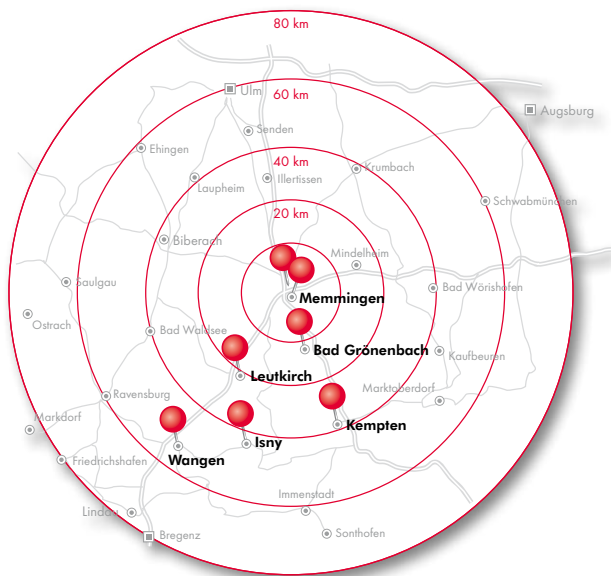 80 km
60 km
Ulm
Augsburg
Senden
Ehingen
40 km
Krumbach
Laupheim
Illertissen
Schwabmünchen
20 km
Biberach
Mindelheim
Saulgau
Bad Wörishofen
Memmingen
Ostrach
Bad Waldsee
Bad Grönenbach
Kaufbeuren
Leutkirch
Marktoberdorf
Ravensburg
Markdorf
Kempten
Isny
Wangen
Friedrichshafen
Immenstadt
Lindau
Bregenz
Sonthofen